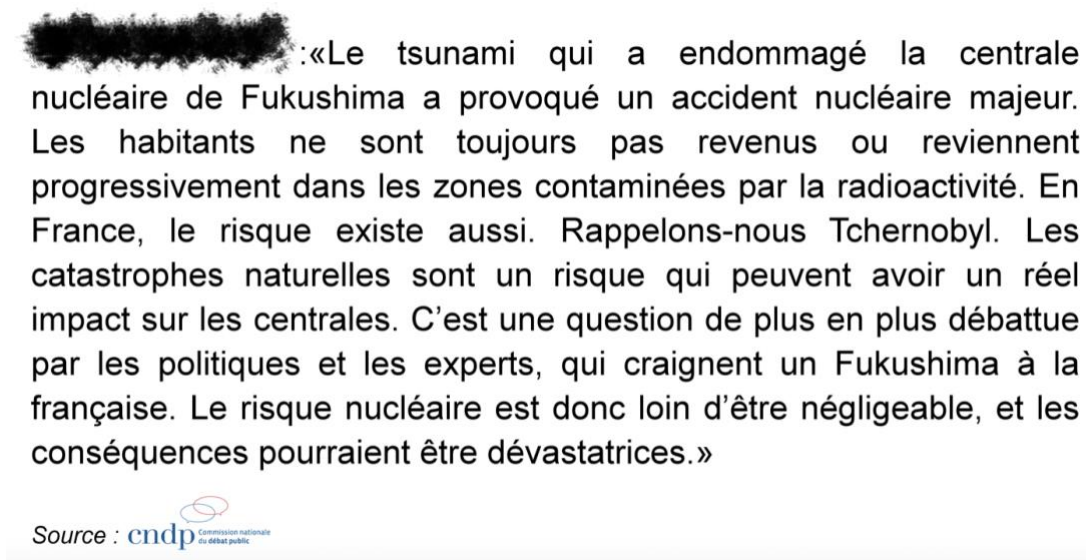 :«Le tsunami qui a endommagé la centrale
nucléaire de Fukushima a provoqué un accident nucléaire majeur.
Les habitants ne sont toujours pas revenus ou reviennent
progressivement dans les zones contaminées par la radioactivité. En
France, le risque existe aussi. Rappelons-nous Tchernobyl. Les
catastrophes naturelles sont un risque qui peuvent avoir un réel
impact sur les centrales. C’est une question de plus en plus débattue
par les politiques et les experts, qui craignent un Fukushima à la
française. Le risque nucléaire est donc loin d’être négligeable, et les
conséquences pourraient être dévastatrices.»
Source : cndp Commission nationale
du débat public